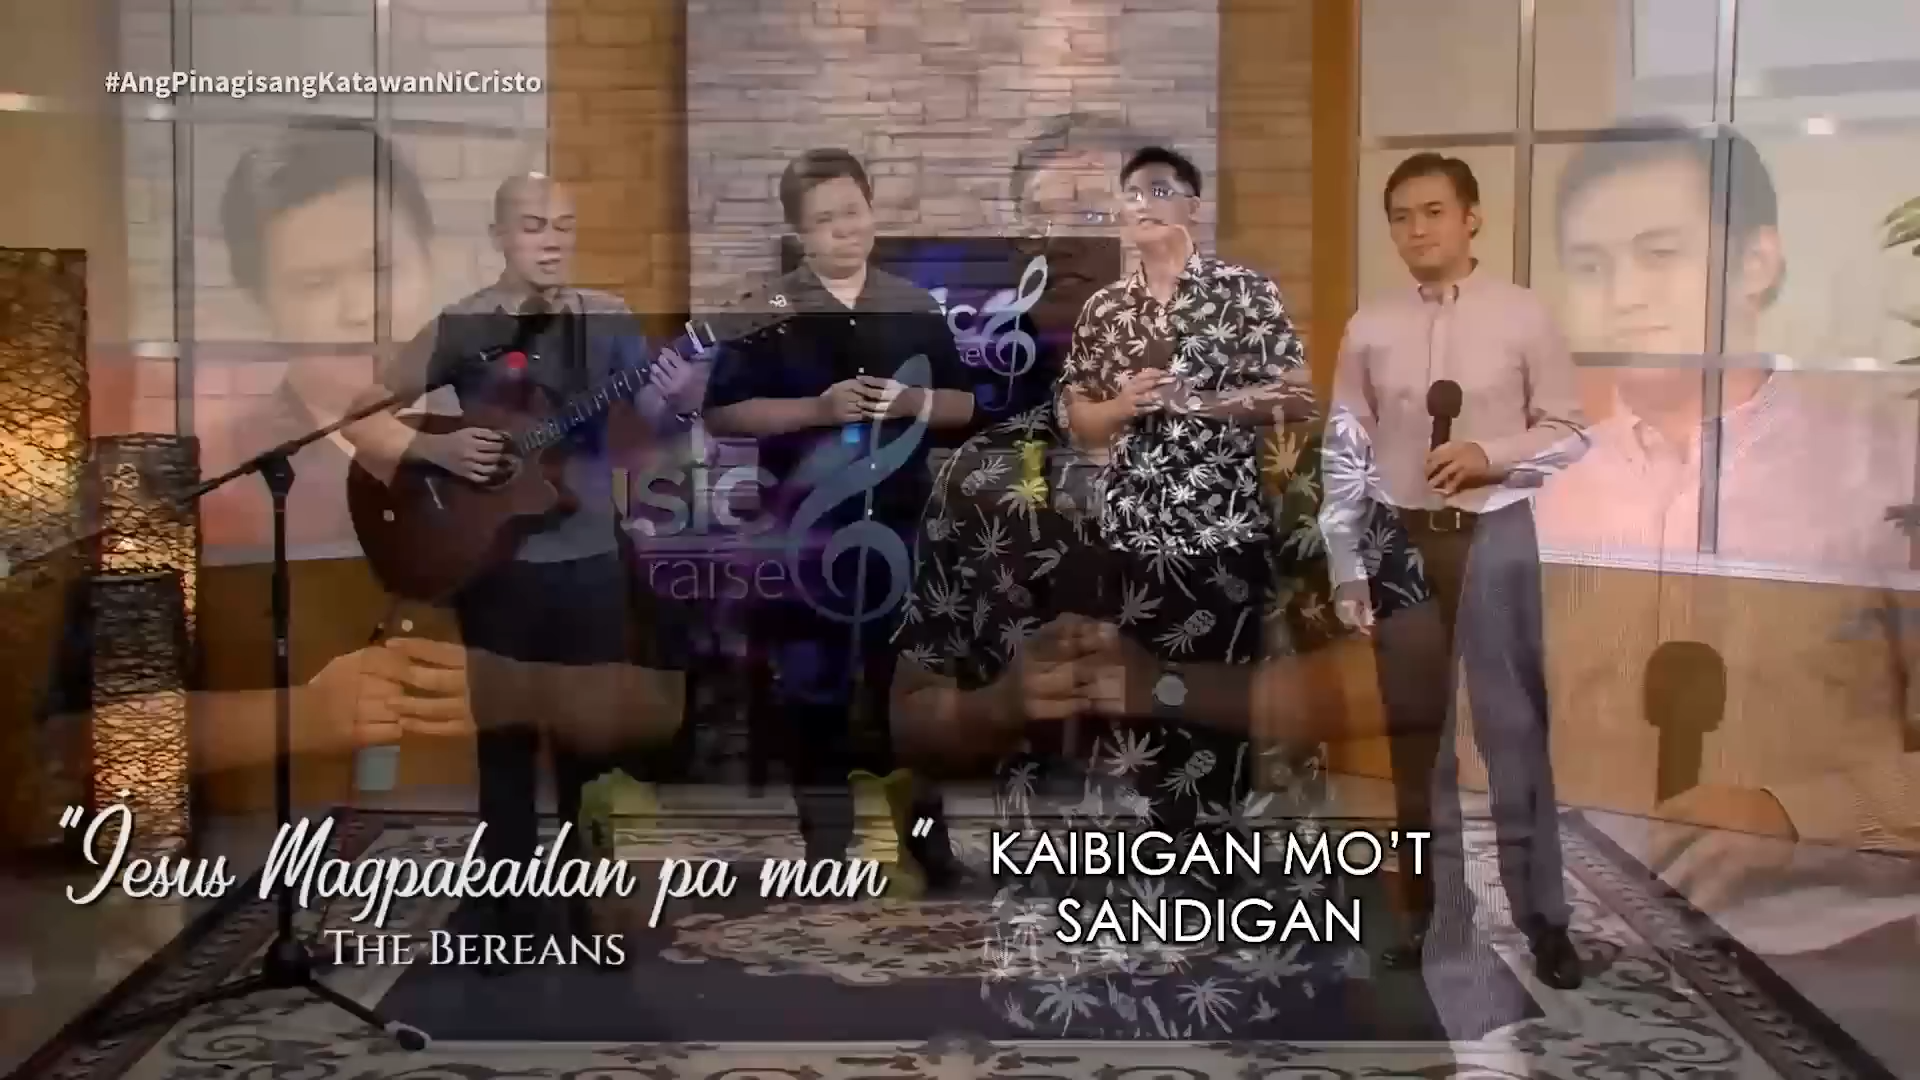 #AngPinagisangKatawanNiCristo
"Jesus Magpakailan pa man"
THE BEREANS
KAIBIGAN MO'T
SANDIGAN